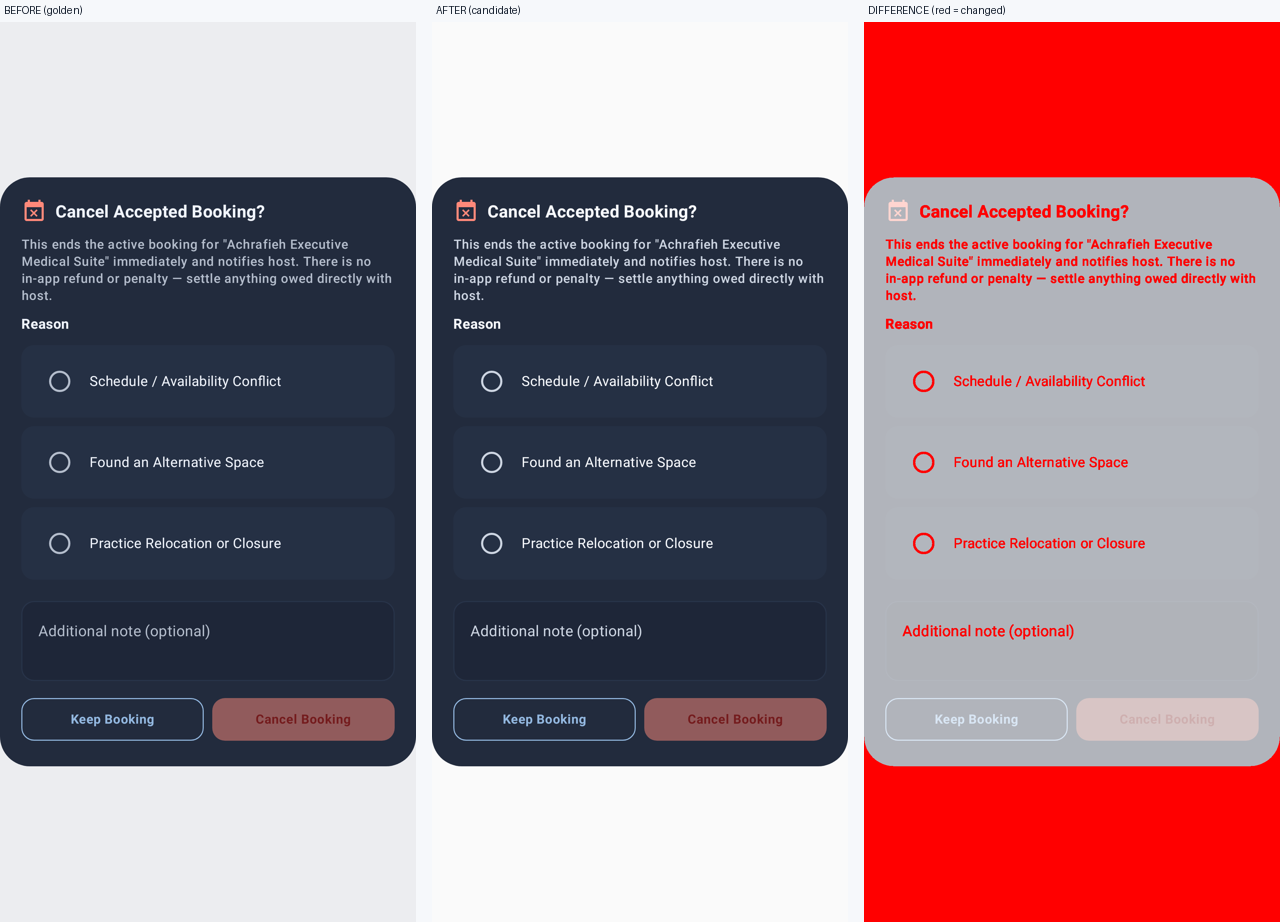 BEFORE (golden)
Cancel Accepted Booking?
This ends the active booking for "Achrafieh Executive
Medical Suite" immediately and notifies host. There is no
in-app refund or penalty — settle anything owed directly with
host.
Reason
Schedule / Availability Conflict
Found an Alternative Space
Practice Relocation or Closure
Additional note (optional)
Keep Booking
Cancel Booking
AFTER (candidate)
Cancel Accepted Booking?
This ends the active booking for "Achrafieh Executive
Medical Suite" immediately and notifies host. There is no
in-app refund or penalty — settle anything owed directly with
host.
Reason
Schedule / Availability Conflict
Found an Alternative Space
Practice Relocation or Closure
Additional note (optional)
Keep Booking
Cancel Booking
DIFFERENCE (red = changed)
Cancel Accepted Booking?
This ends the active booking for "Achrafieh Executive
Medical Suite" immediately and notifies host. There is no
in-app refund or penalty — settle anything owed directly with
host.
Reason
Schedule / Availability Conflict
Found an Alternative Space
Practice Relocation or Closure
Additional note (optional)
Keep Booking
Cancel Booking